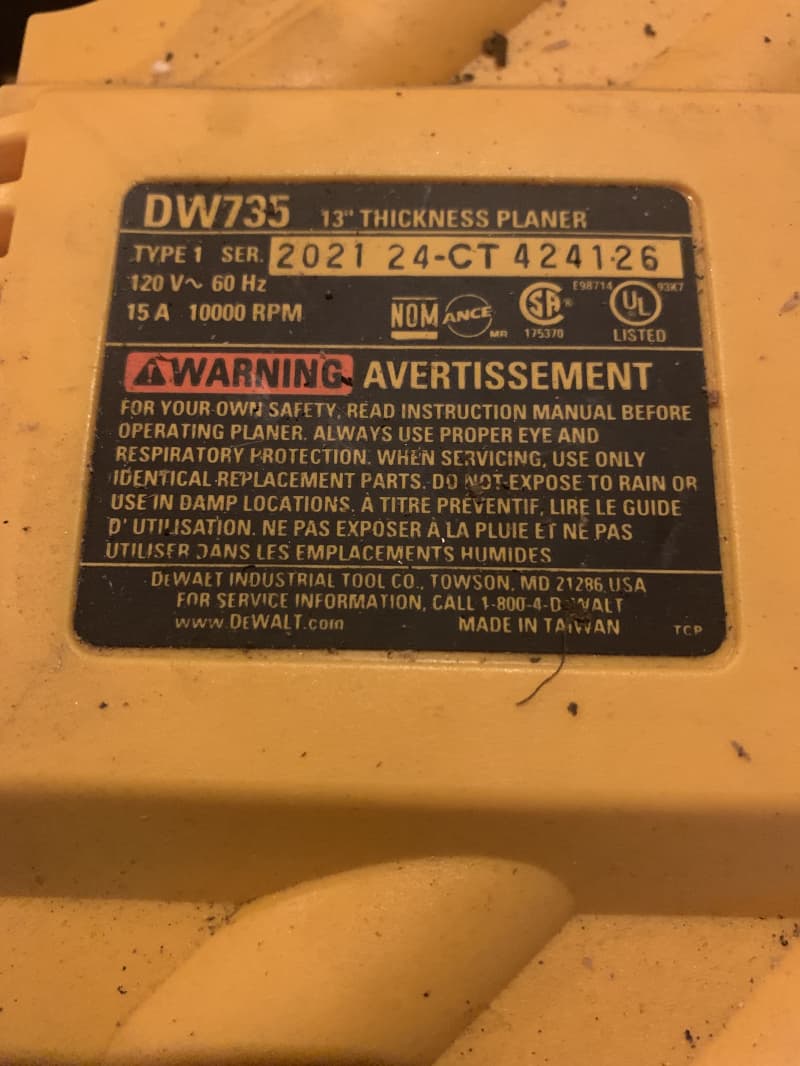 DW735 13" THICKNESS PLANER
TYPE 1 SER. 2021 24-CT 424126
120 V~ 60 Hz
15 A 10000 RPM
NOM ANCE MR
SA ® 175370
E98714 UL 93K7 LISTED
WARNING AVERTISSEMENT
FOR YOUR OWN SAFETY, READ INSTRUCTION MANUAL BEFORE
OPERATING PLANER. ALWAYS USE PROPER EYE AND
RESPIRATORY PROTECTION. WHEN SERVICING, USE ONLY
IDENTICAL REPLACEMENT PARTS. DO NOT EXPOSE TO RAIN OR
USE IN DAMP LOCATIONS. À TITRE PRÉVENTIF, LIRE LE GUIDE
D'UTILISATION. NE PAS EXPOSER À LA PLUIE ET NE PAS
UTILISER DANS LES EMPLACEMENTS HUMIDES
DEWALT INDUSTRIAL TOOL CO., TOWSON, MD 21286, USA
FOR SERVICE INFORMATION, CALL 1-800-4-DEWALT
www.DEWALT.com MADE IN TAIWAN TCP